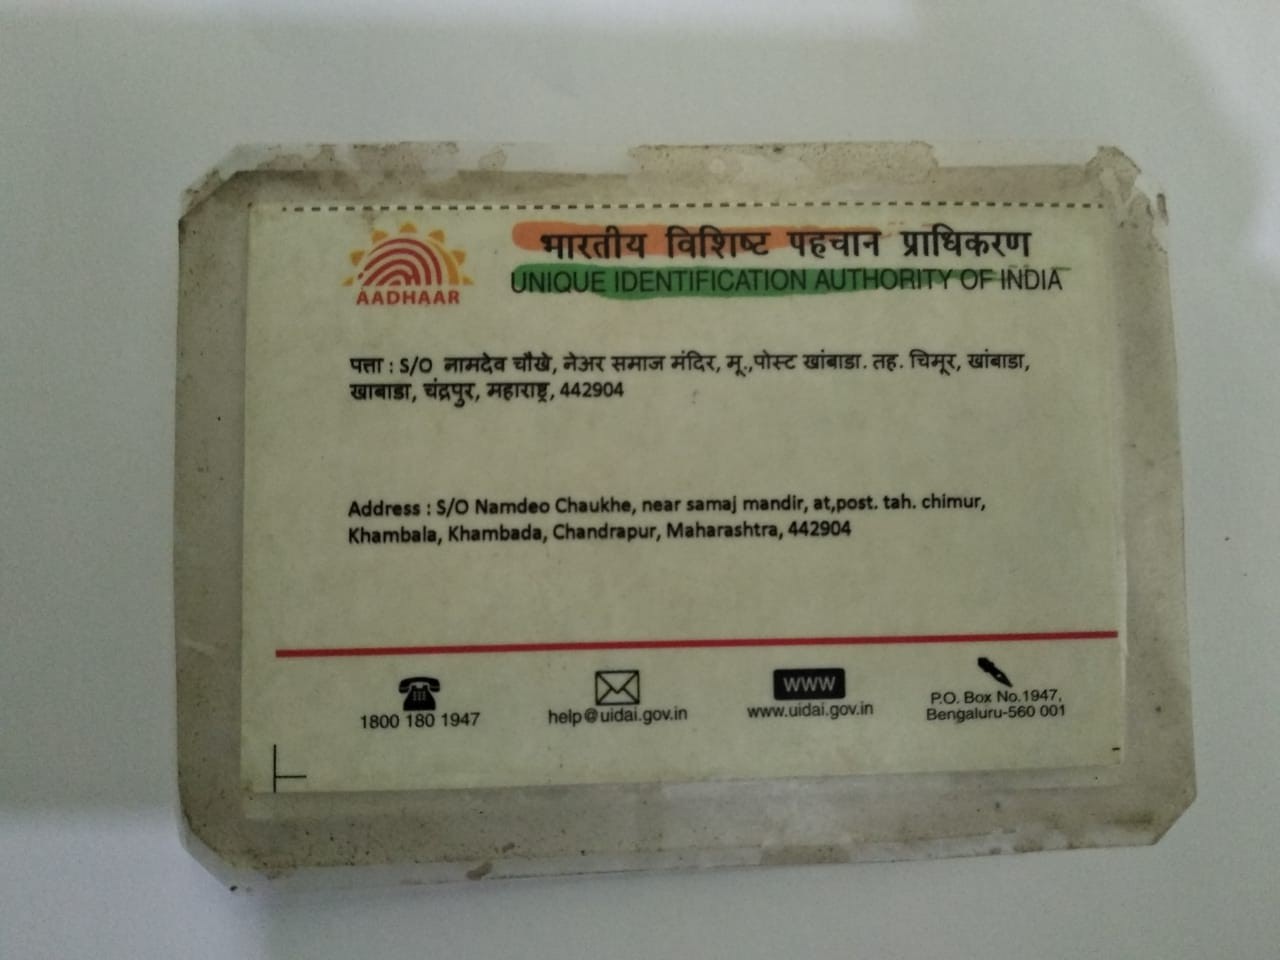 भारतीय विशिष्ट पहचान प्राधिकरण
AADHAAR
UNIQUE IDENTIFICATION AUTHORITY OF INDIA
पत्ता : S/O नामदेव चौखे, नेअर समाज मंदिर, मू.,पोस्ट खांबाडा. तह. चिमूर, खांबाडा,
खाबाडा, चंद्रपुर, महाराष्ट्र, 442904
Address : S/O Namdeo Chaukhe, near samaj mandir, at,post. tah. chimur,
Khambala, Khambada, Chandrapur, Maharashtra, 442904
1800 180 1947
help@uidai.gov.in
WWW
www.uidai.gov.in
P.O. Box No.1947,
Bengaluru-560 001